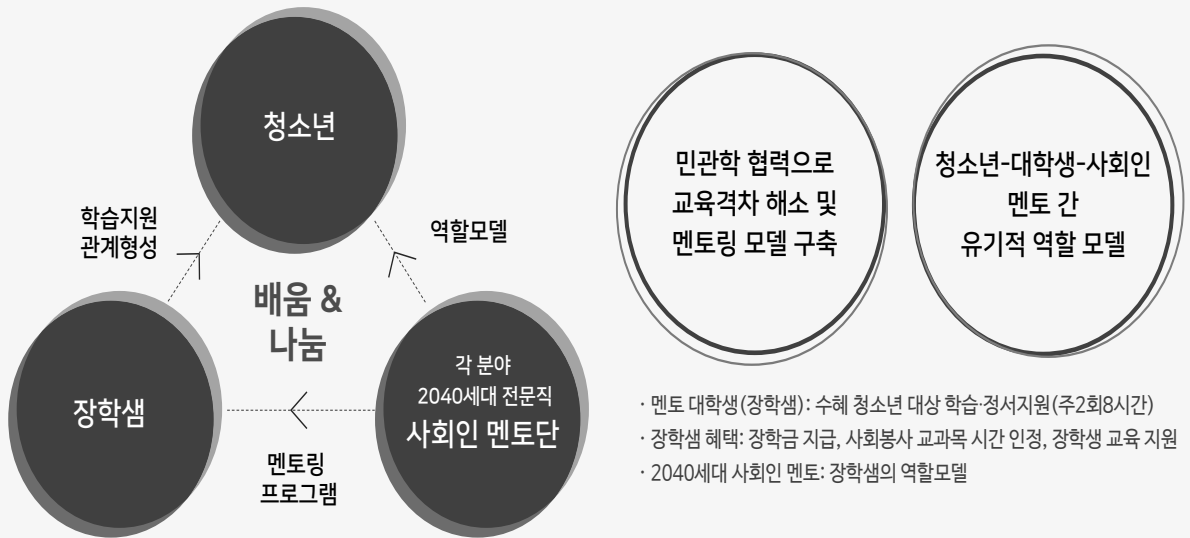 청소년
학습지원
관계형성
역할모델
배움 &
나눔
장학샘
각 분야
2040세대 전문직
사회인 멘토단
멘토링
프로그램
민관학 협력으로
교육격차 해소 및
멘토링 모델 구축
청소년-대학생-사회인
멘토 간
유기적 역할 모델
· 멘토 대학생(장학샘): 수혜 청소년 대상 학습·정서지원(주2회8시간)
· 장학샘 혜택: 장학금 지급, 사회봉사 교과목 시간 인정, 장학생 교육 지원
· 2040세대 사회인 멘토: 장학샘의 역할모델